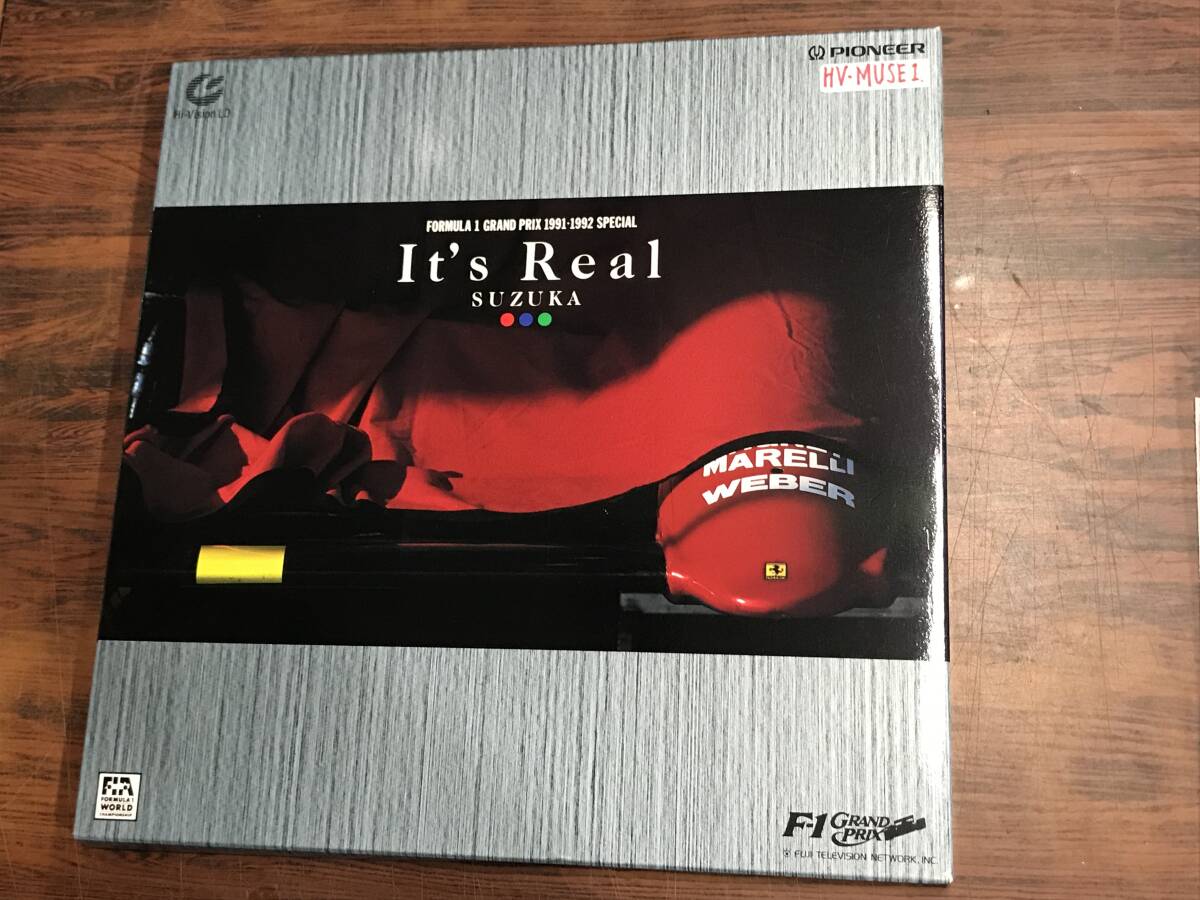 PIONEER
HV-MUSE1
Hi-Vision LD
FORMULA 1 GRAND PRIX 1991-1992 SPECIAL
It's Real
SUZUKA
MARELLI
WEBER
FIA
FORMULA 1
WORLD
CHAMPIONSHIP
F-1 GRAND PRIX
FUJI TELEVISION NETWORK, INC.